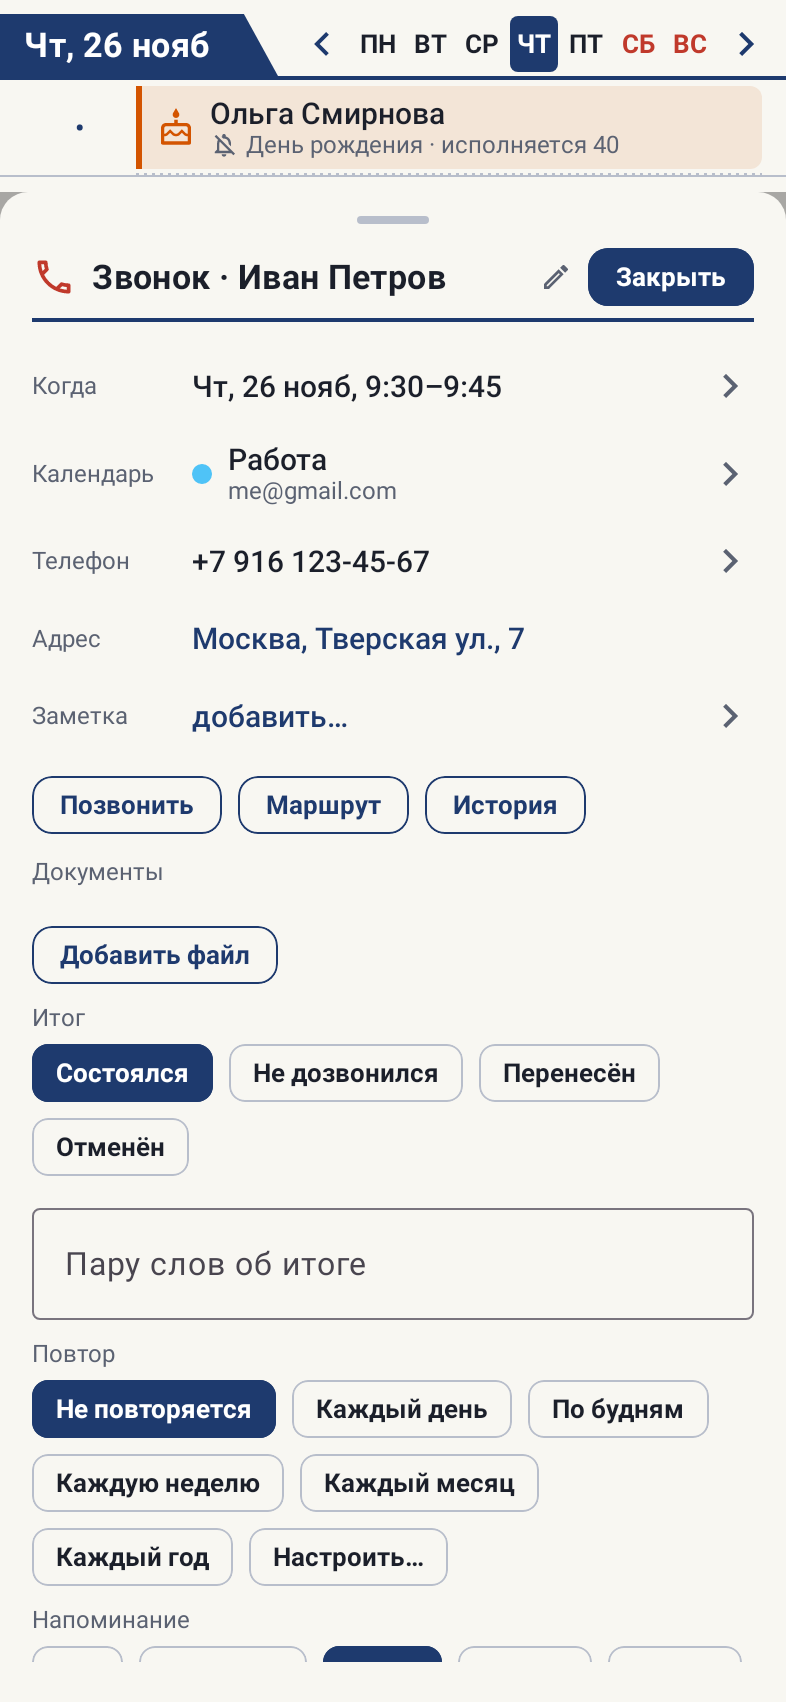 Чт, 26 нояб
ПН ВТ СР ЧТ ПТ СБ ВС
Ольга Смирнова
День рождения · исполняется 40
Звонок · Иван Петров
Закрыть
Когда
Чт, 26 нояб, 9:30–9:45
Календарь
Работа
me@gmail.com
Телефон
+7 916 123-45-67
Адрес
Москва, Тверская ул., 7
Заметка
добавить…
Позвонить Маршрут История
Документы
Добавить файл
Итог
Состоялся Не дозвонился Перенесён
Отменён
Пару слов об итоге
Повтор
Не повторяется Каждый день По будням
Каждую неделю Каждый месяц
Каждый год Настроить…
Напоминание